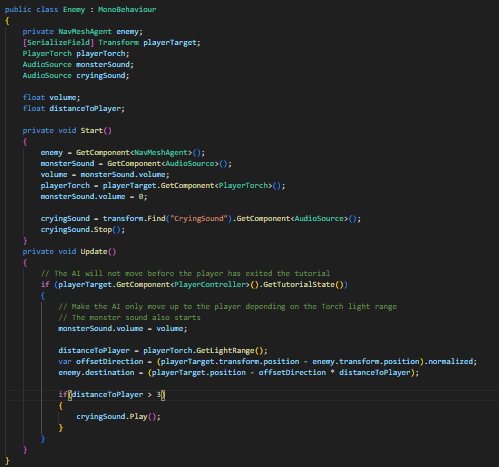 public class Enemy : MonoBehaviour
{
    private NavMeshAgent enemy;
    [SerializeField] Transform playerTarget;
    PlayerTorch playerTorch;
    AudioSource monsterSound;
    AudioSource cryingSound;

    float volume;
    float distanceToPlayer;

    private void Start()
    {
        enemy = GetComponent<NavMeshAgent>();
        monsterSound = GetComponent<AudioSource>();
        volume = monsterSound.volume;
        playerTorch = playerTarget.GetComponent<PlayerTorch>();
        monsterSound.volume = 0;

        cryingSound = transform.Find("CryingSound").GetComponent<AudioSource>();
        cryingSound.Stop();
    }
    private void Update()
    {
        // The AI will not move before the player has exited the tutorial
        if (playerTarget.GetComponent<PlayerController>().GetTutorialState())
        {
            // Make the AI only move up to the player depending on the Torch light range
            // The monster sound also starts
            monsterSound.volume = volume;

            distanceToPlayer = playerTorch.GetLightRange();
            var offsetDirection = (playerTarget.transform.position - enemy.transform.position).normalized;
            enemy.destination = (playerTarget.position - offsetDirection * distanceToPlayer);

            if(distanceToPlayer > 3)
            {
                cryingSound.Play();
            }
        }
    }
}